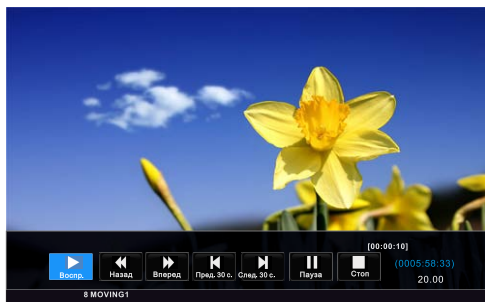 [00:00:10]
Воспр. Назад Вперед Пред. 30 с. След. 30 с. Пауза Стоп
(0005:58:33)
20.00
8 MOVING1